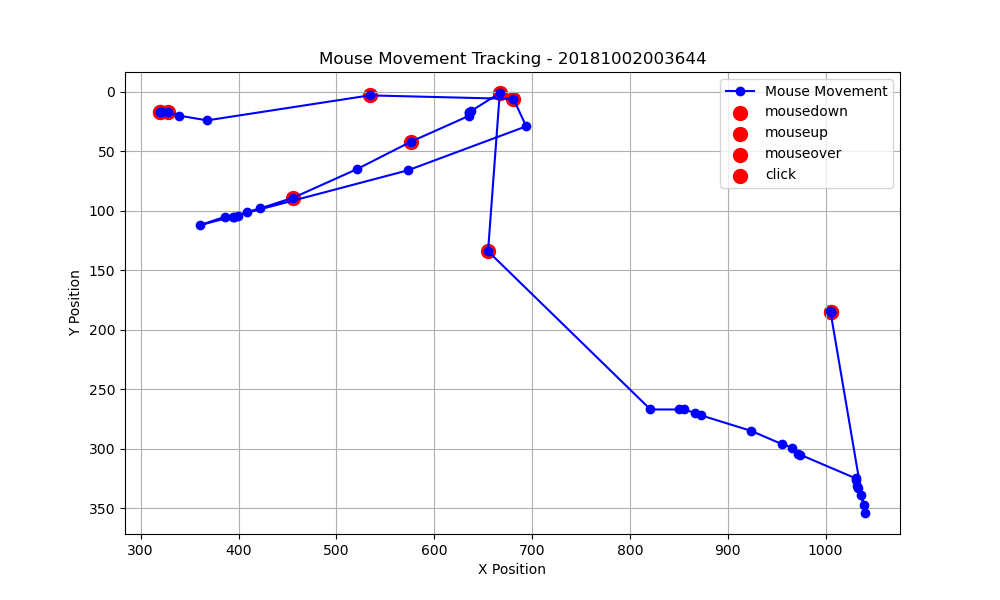 Mouse Movement Tracking - 20181002003644
Mouse Movement
mousedown
mouseup
mouseover
click
0
50
100
150
200
250
300
350
Y Position
300 400 500 600 700 800 900 1000
X Position